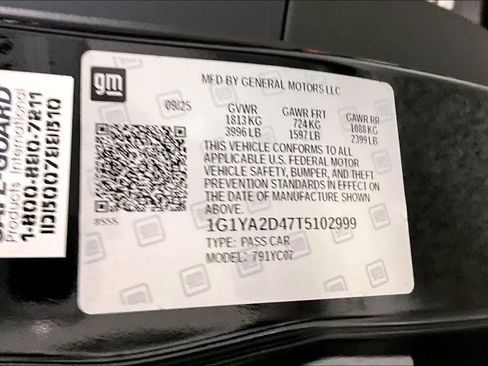 gm
MFD BY GENERAL MOTORS LLC
09/25
GVWR GAWR FRT GAWR RR
1813 KG 724 KG 1088 KG
3996 LB 1597 LB 2399 LB
THIS VEHICLE CONFORMS TO ALL
APPLICABLE U.S. FEDERAL MOTOR
VEHICLE SAFETY, BUMPER, AND THEFT
PREVENTION STANDARDS IN EFFECT ON
THE DATE OF MANUFACTURE SHOWN
ABOVE.
1G1YA2D47T5102999
TYPE: PASS CAR
MODEL: 791YC07
Products International
1-800-880-7211